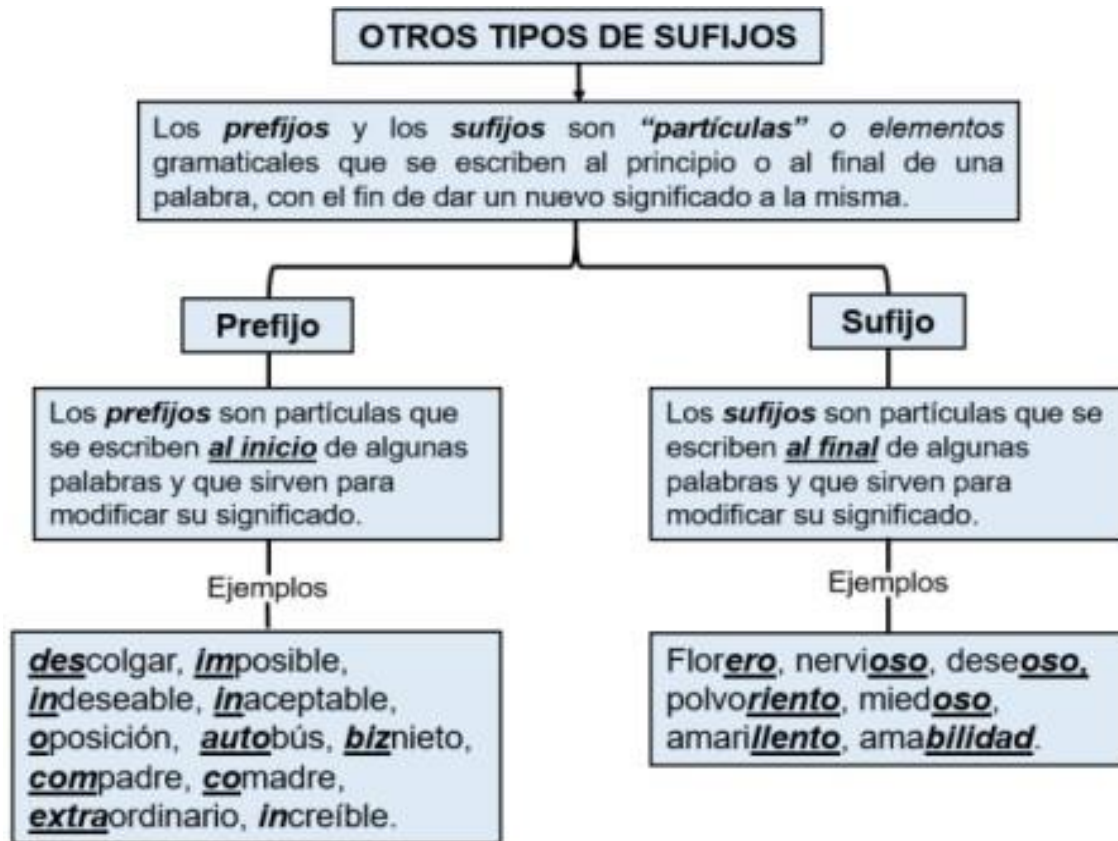 OTROS TIPOS DE SUFIJOS
Los prefijos y los sufijos son “partículas” o elementos
gramaticales que se escriben al principio o al final de una
palabra, con el fin de dar un nuevo significado a la misma.
Prefijo
Los prefijos son partículas que
se escriben al inicio de algunas
palabras y que sirven para
modificar su significado.
Ejemplos
descolgar, imposible,
indeseable, inaceptable,
oposición, autobús, biznieto,
compadre, comadre,
extraordinario, increíble.
Sufijo
Los sufijos son partículas que se
escriben al final de algunas
palabras y que sirven para
modificar su significado.
Ejemplos
Florero, nervioso, deseoso,
polvoriento, miedoso,
amarillento, amabilidad.